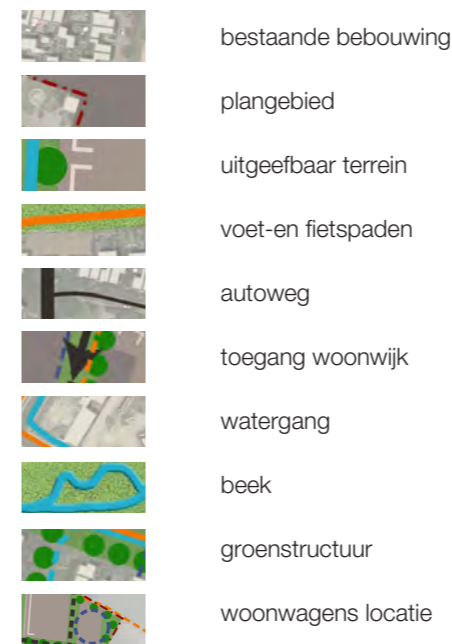 bestaande bebouwing
plangebied
uitgeefbaar terrein
voet-en fietspaden
autoweg
toegang woonwijk
watergang
beek
groenstructuur
woonwagens locatie